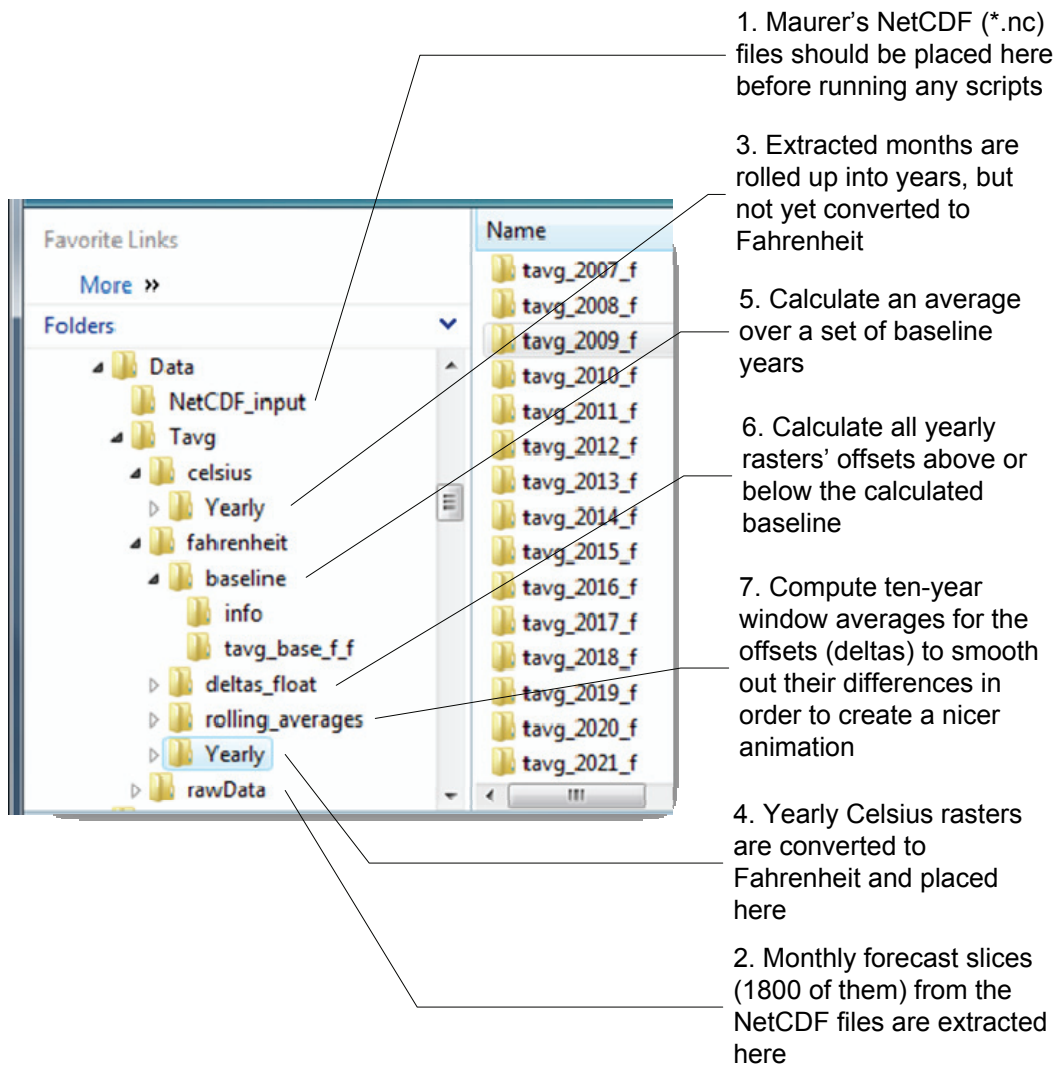 1. Maurer’s NetCDF (*.nc)
files should be placed here
before running any scripts
3. Extracted months are
rolled up into years, but
not yet converted to
Fahrenheit
5. Calculate an average
over a set of baseline
years
6. Calculate all yearly
rasters’ offsets above or
below the calculated
baseline
7. Compute ten-year
window averages for the
offsets (deltas) to smooth
out their differences in
order to create a nicer
animation
4. Yearly Celsius rasters
are converted to
Fahrenheit and placed
here
2. Monthly forecast slices
(1800 of them) from the
NetCDF files are extracted
here
Favorite Links
More »
Folders
Data
NetCDF_input
Tavg
celsius
Yearly
fahrenheit
baseline
info
tavg_base_f_f
deltas_float
rolling_averages
Yearly
rawData
Name
tavg_2007_f
tavg_2008_f
tavg_2009_f
tavg_2010_f
tavg_2011_f
tavg_2012_f
tavg_2013_f
tavg_2014_f
tavg_2015_f
tavg_2016_f
tavg_2017_f
tavg_2018_f
tavg_2019_f
tavg_2020_f
tavg_2021_f